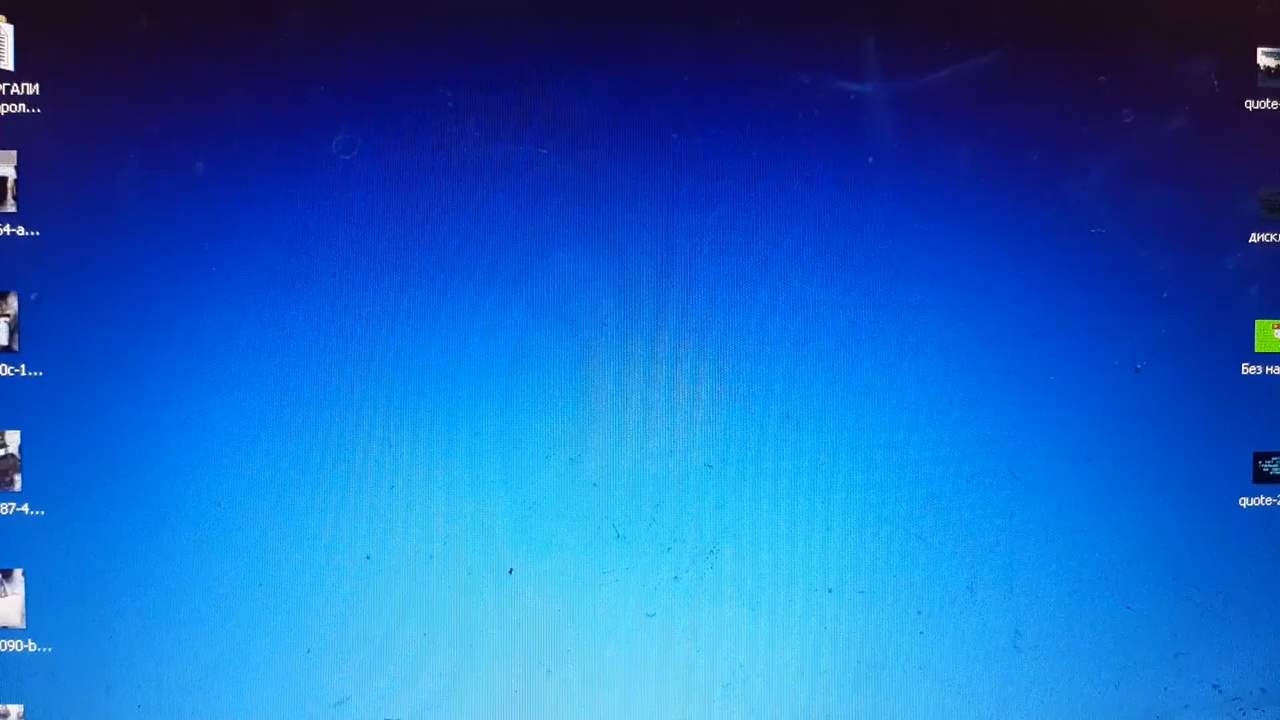 РГАЛИ
рол...
64-a...
0c-1...
87-4...
090-b...
quote-
диск
Без на
quote-2